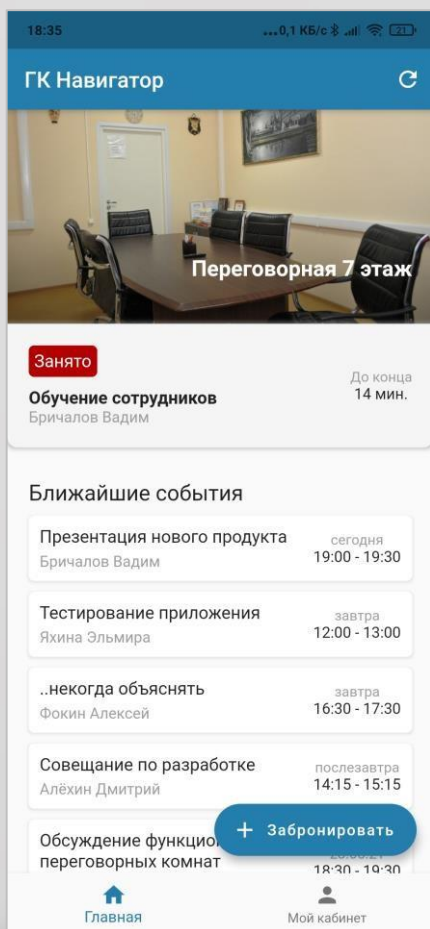 18:35
...0,1 КБ/с
21
ГК Навигатор
Переговорная 7 этаж
Занято
До конца
Обучение сотрудников
14 мин.
Бричалов Вадим
Ближайшие события
Презентация нового продукта
сегодня
Бричалов Вадим
19:00 - 19:30
Тестирование приложения
завтра
Яхина Эльмира
12:00 - 13:00
..некогда объяснять
завтра
Фокин Алексей
16:30 - 17:30
Совещание по разработке
послезавтра
Алёхин Дмитрий
14:15 - 15:15
+ Забронировать
Обсуждение
переговорных комнат
18:30 - 19:30
Главная
Мой кабинет